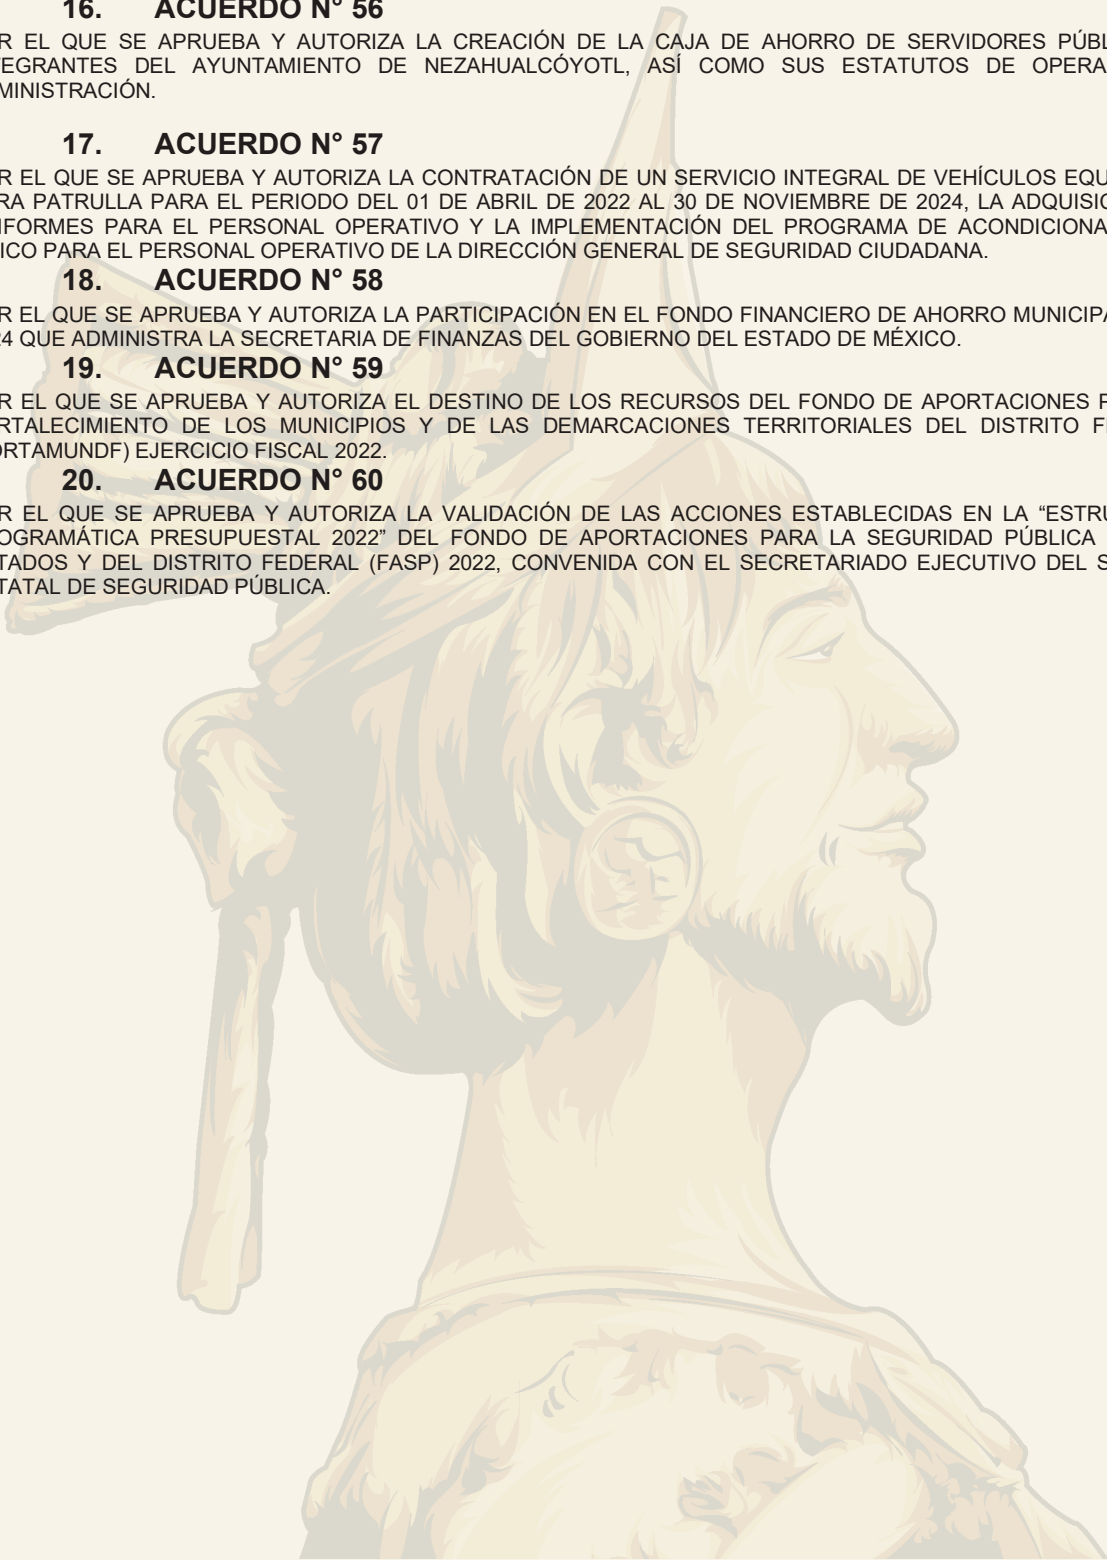 16. ACUERDO N° 56
R EL QUE SE APRUEBA Y AUTORIZA LA CREACIÓN DE LA CAJA DE AHORRO DE SERVIDORES PÚBL
TEGRANTES DEL AYUNTAMIENTO DE NEZAHUALCÓYOTL, ASÍ COMO SUS ESTATUTOS DE OPERA
MINISTRACIÓN.
17. ACUERDO N° 57
R EL QUE SE APRUEBA Y AUTORIZA LA CONTRATACIÓN DE UN SERVICIO INTEGRAL DE VEHÍCULOS EQU
RA PATRULLA PARA EL PERIODO DEL 01 DE ABRIL DE 2022 AL 30 DE NOVIEMBRE DE 2024, LA ADQUISIC
IFORMES PARA EL PERSONAL OPERATIVO Y LA IMPLEMENTACIÓN DEL PROGRAMA DE ACONDICIONA
ICO PARA EL PERSONAL OPERATIVO DE LA DIRECCIÓN GENERAL DE SEGURIDAD CIUDADANA.
18. ACUERDO N° 58
R EL QUE SE APRUEBA Y AUTORIZA LA PARTICIPACIÓN EN EL FONDO FINANCIERO DE AHORRO MUNICIPA
24 QUE ADMINISTRA LA SECRETARIA DE FINANZAS DEL GOBIERNO DEL ESTADO DE MÉXICO.
19. ACUERDO N° 59
R EL QUE SE APRUEBA Y AUTORIZA EL DESTINO DE LOS RECURSOS DEL FONDO DE APORTACIONES P
RTALECIMIENTO DE LOS MUNICIPIOS Y DE LAS DEMARCACIONES TERRITORIALES DEL DISTRITO FE
ORTAMUNDF) EJERCICIO FISCAL 2022.
20. ACUERDO N° 60
R EL QUE SE APRUEBA Y AUTORIZA LA VALIDACIÓN DE LAS ACCIONES ESTABLECIDAS EN LA “ESTRU
OGRAMÁTICA PRESUPUESTAL 2022” DEL FONDO DE APORTACIONES PARA LA SEGURIDAD PÚBLICA
TADOS Y DEL DISTRITO FEDERAL (FASP) 2022, CONVENIDA CON EL SECRETARIADO EJECUTIVO DEL S
TATAL DE SEGURIDAD PÚBLICA.